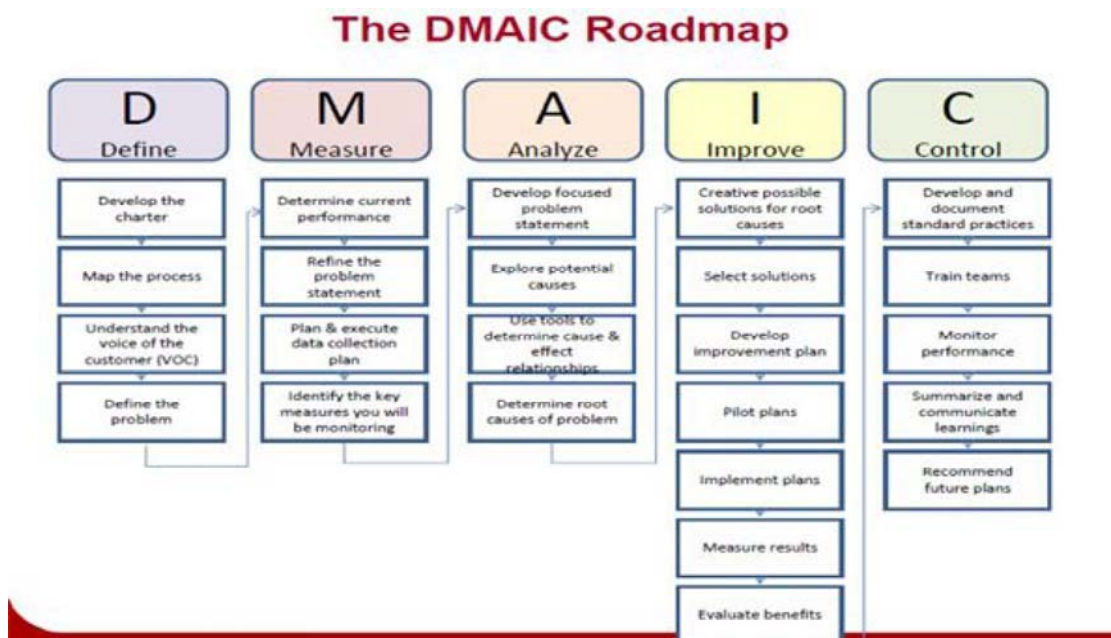 The DMAIC Roadmap
D
Define
Develop the
charter
Map the process
Understand the
voice of the
customer (VOC)
Define the
problem
M
Measure
Determine current
performance
Refine the
problem
statement
Plan & execute
data collection
plan
Identify the key
measures you will
be monitoring
A
Analyze
Develop focused
problem
statement
Explore potential
causes
Use tools to
determine cause &
effect
relationships
Determine root
causes of problem
I
Improve
Creative possible
solutions for root
causes
Select solutions
Develop
improvement plan
Pilot plans
Implement plans
Measure results
Evaluate benefits
C
Control
Develop and
document
standard practices
Train teams
Monitor
performance
Summarize and
communicate
learnings
Recommend
future plans